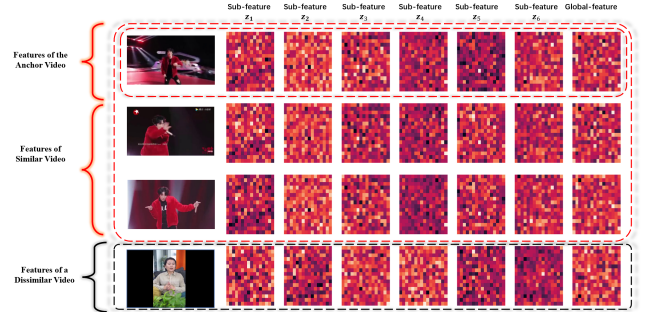 Sub-feature Sub-feature Sub-feature Sub-feature Sub-feature Sub-feature Global-feature
z₁ z₂ z₃ z₄ z₅ z₆
Features of the
Anchor Video
Features of
Similar Video
Features of a
Dissimilar Video